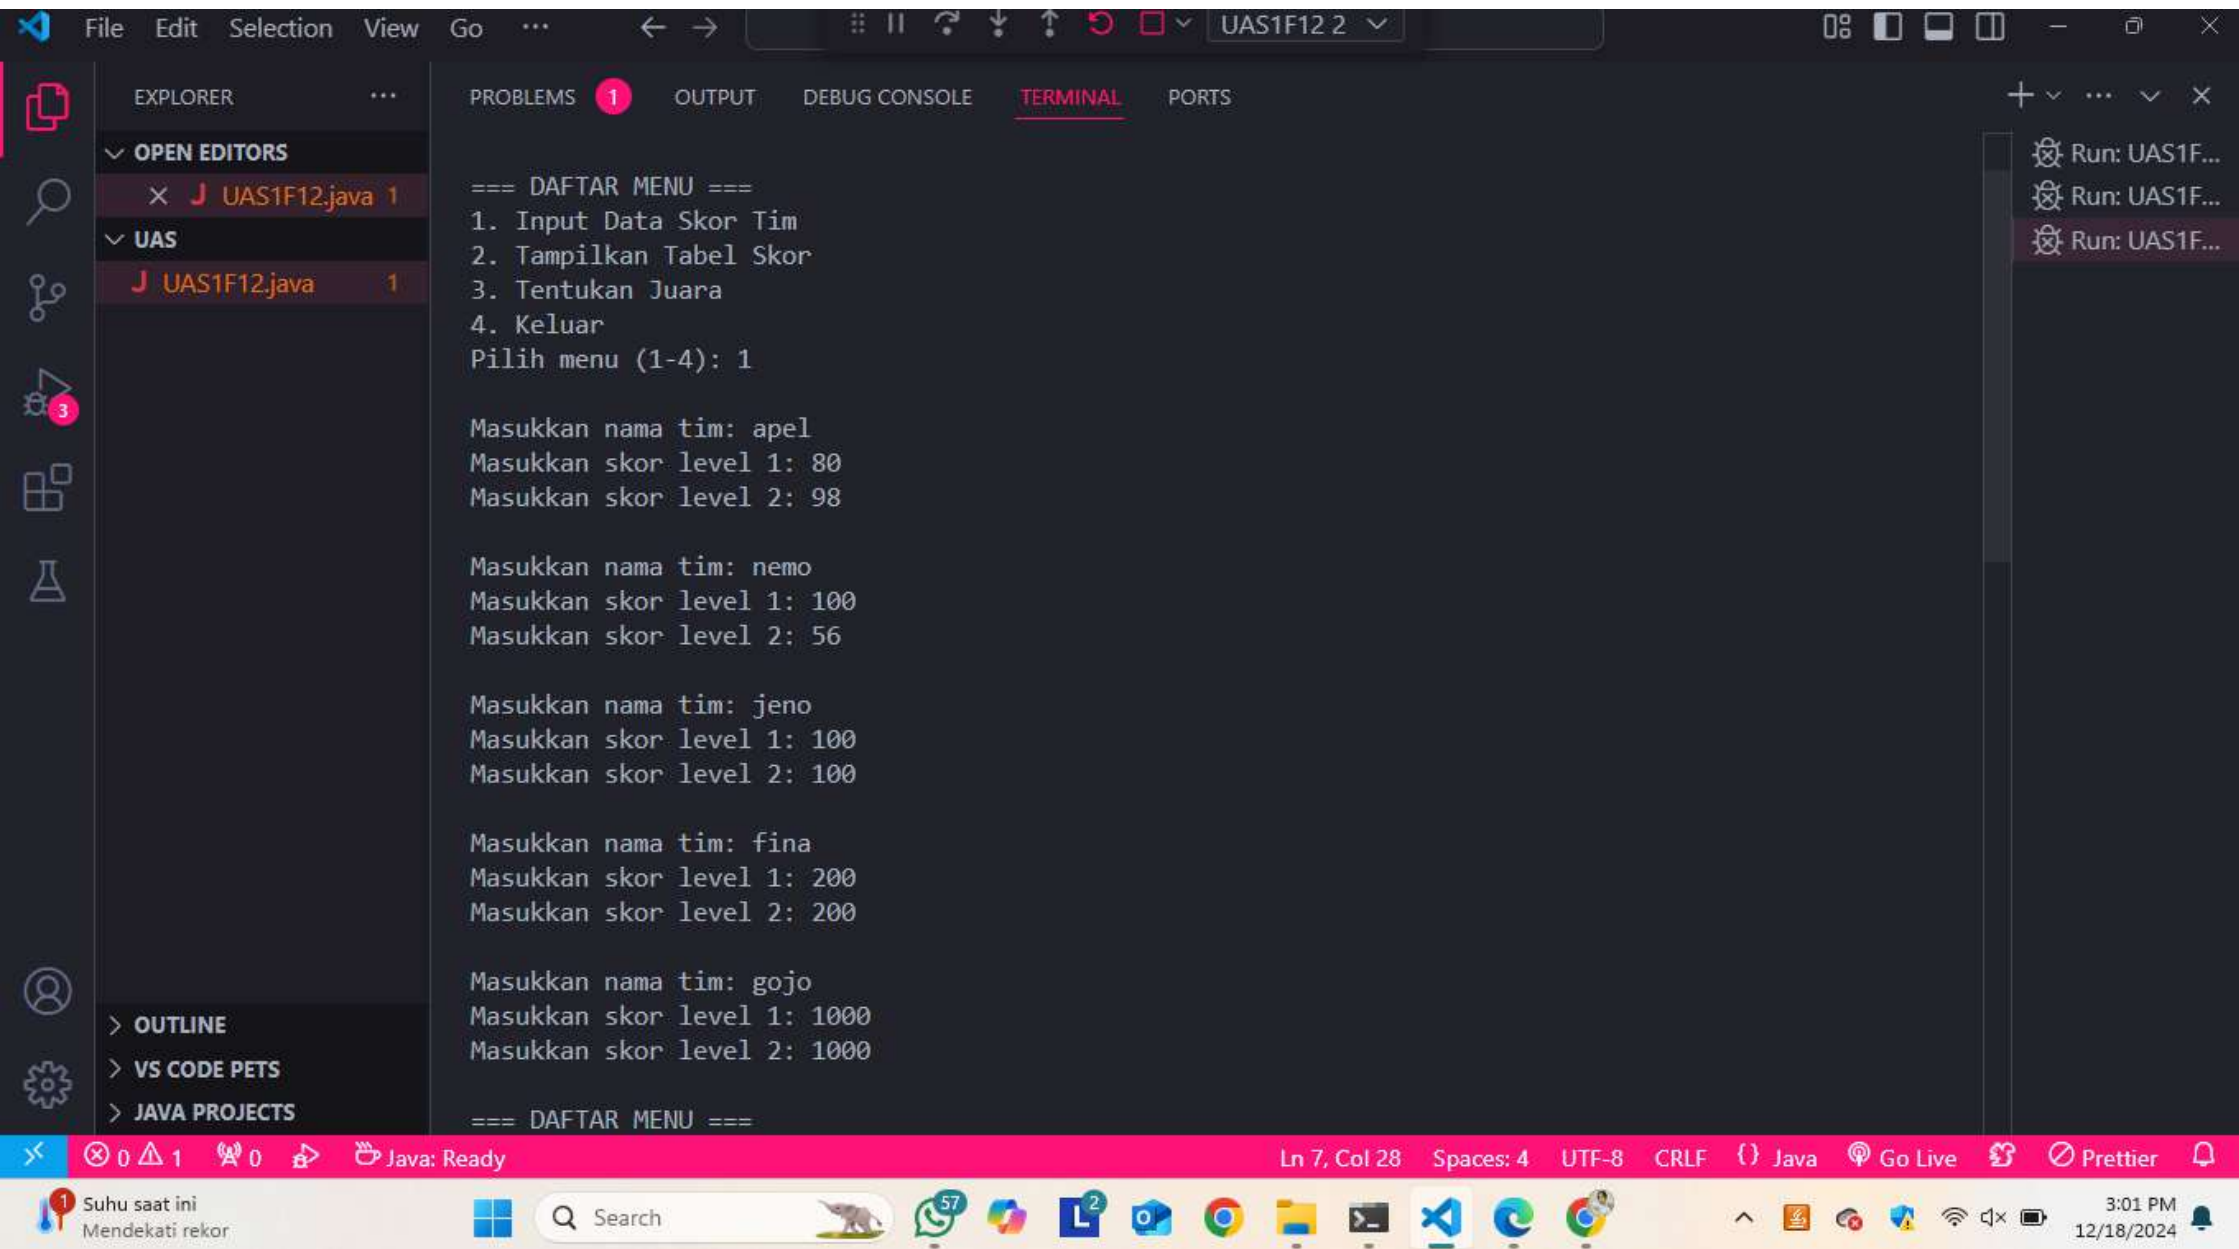 File Edit Selection View Go ··· UAS1F12 2
EXPLORER ···
OPEN EDITORS
J UAS1F12.java 1
UAS
J UAS1F12.java 1
3
OUTLINE
VS CODE PETS
JAVA PROJECTS
PROBLEMS 1 OUTPUT DEBUG CONSOLE TERMINAL PORTS
=== DAFTAR MENU ===
1. Input Data Skor Tim
2. Tampilkan Tabel Skor
3. Tentukan Juara
4. Keluar
Pilih menu (1-4): 1
Masukkan nama tim: apel
Masukkan skor level 1: 80
Masukkan skor level 2: 98
Masukkan nama tim: nemo
Masukkan skor level 1: 100
Masukkan skor level 2: 56
Masukkan nama tim: jeno
Masukkan skor level 1: 100
Masukkan skor level 2: 100
Masukkan nama tim: fina
Masukkan skor level 1: 200
Masukkan skor level 2: 200
Masukkan nama tim: gojo
Masukkan skor level 1: 1000
Masukkan skor level 2: 1000
=== DAFTAR MENU ===
Run: UAS1F...
Run: UAS1F...
Run: UAS1F...
0 1 0 Java: Ready Ln 7, Col 28 Spaces: 4 UTF-8 CRLF {} Java Go Live Prettier
1 Suhu saat ini
Mendekati rekor
Search 57 L 2
3:01 PM
12/18/2024